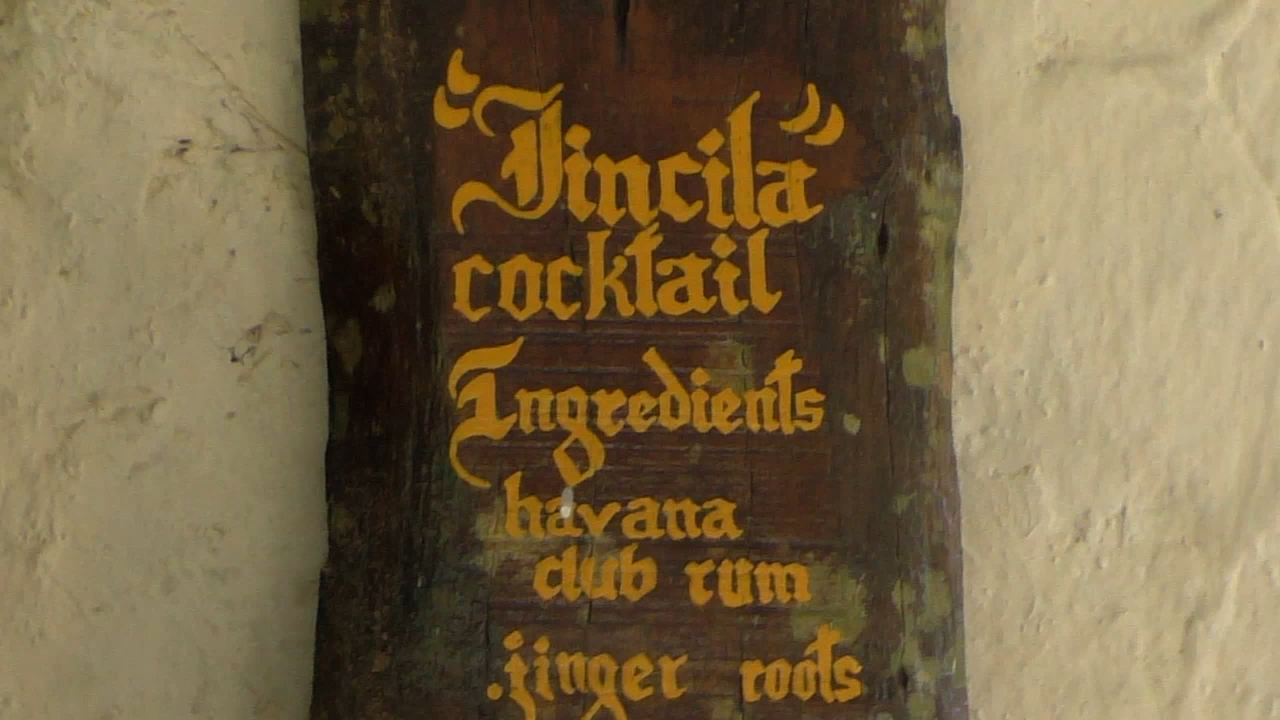 "Jincila"
cocktail
Ingredients
havana
club rum
.jinger roots